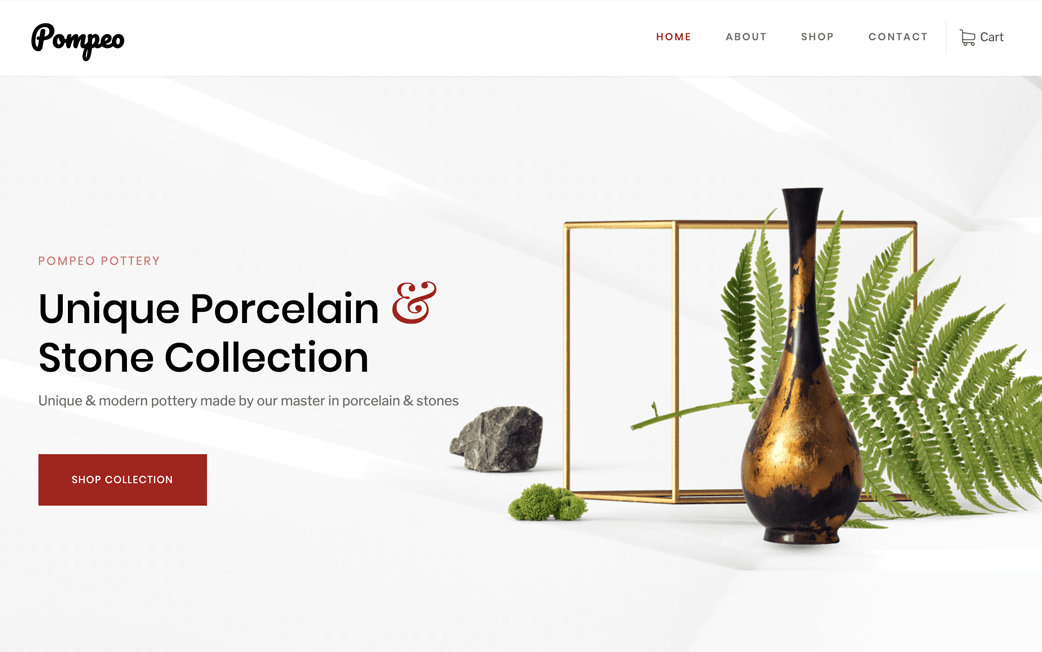 Pompeo
HOME
ABOUT
SHOP
CONTACT
Cart
POMPEO POTTERY
Unique Porcelain &
Stone Collection
Unique & modern pottery made by our master in porcelain & stones
SHOP COLLECTION